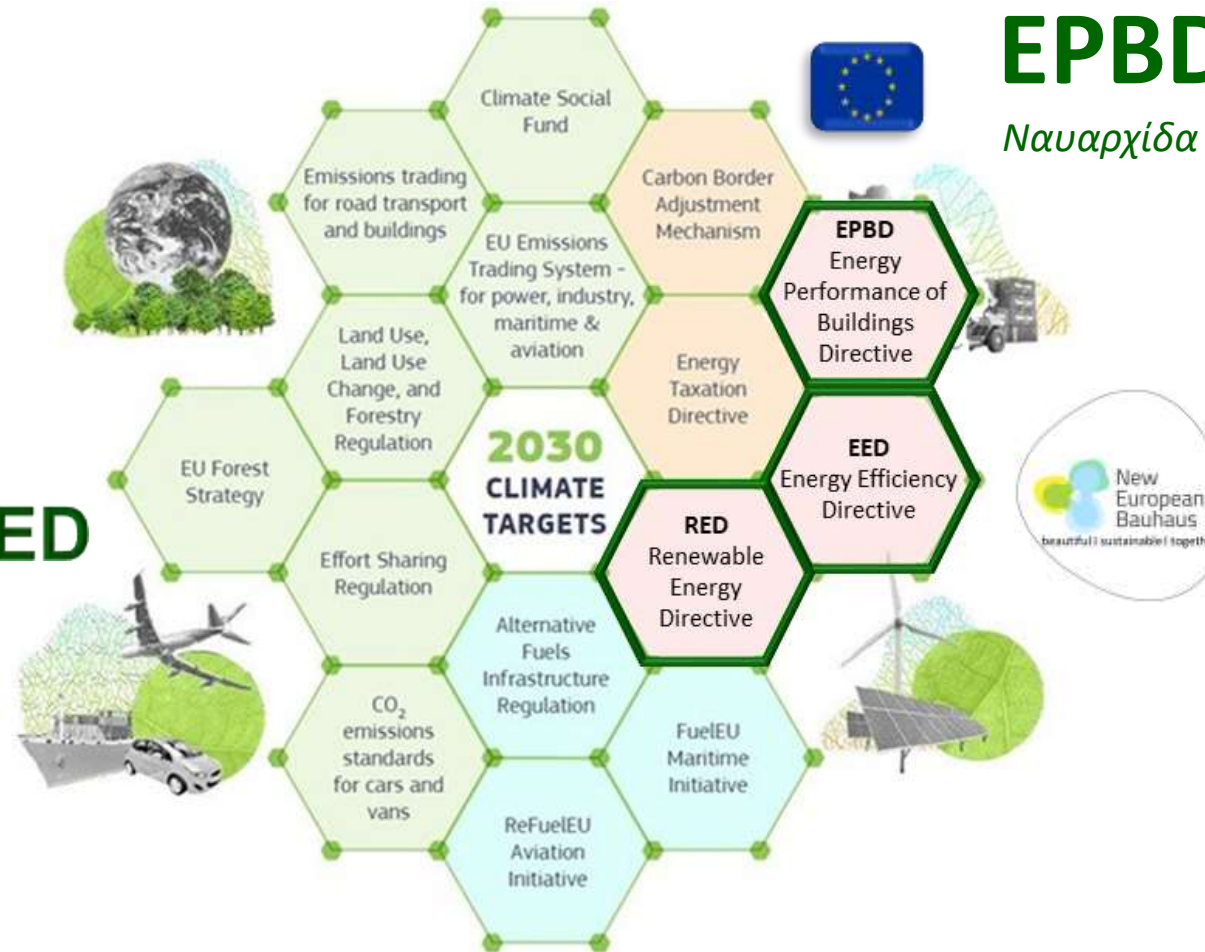 EPBD
Ναυαρχίδα
Climate Social
Fund
Emissions trading
for road transport
and buildings
Carbon Border
Adjustment
Mechanism
EU Emissions
Trading System -
for power, industry,
maritime &
aviation
EPBD
Energy
Performance of
Buildings
Directive
Land Use,
Land Use
Change, and
Forestry
Regulation
Energy
Taxation
Directive
2030
CLIMATE
TARGETS
EU Forest
Strategy
EED
Energy Efficiency
Directive
New
European
Bauhaus
beautiful | sustainable | togeth
ED
RED
Renewable
Energy
Directive
Effort Sharing
Regulation
Alternative
Fuels
Infrastructure
Regulation
CO₂
emissions
standards
for cars and
vans
FuelEU
Maritime
Initiative
ReFuelEU
Aviation
Initiative